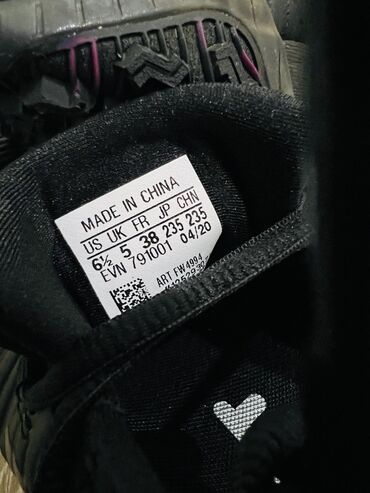 MADE IN CHINA
US UK FR JP CHN
6½ 5 38 235 235
EVN 791001 04/20
ART FW4994